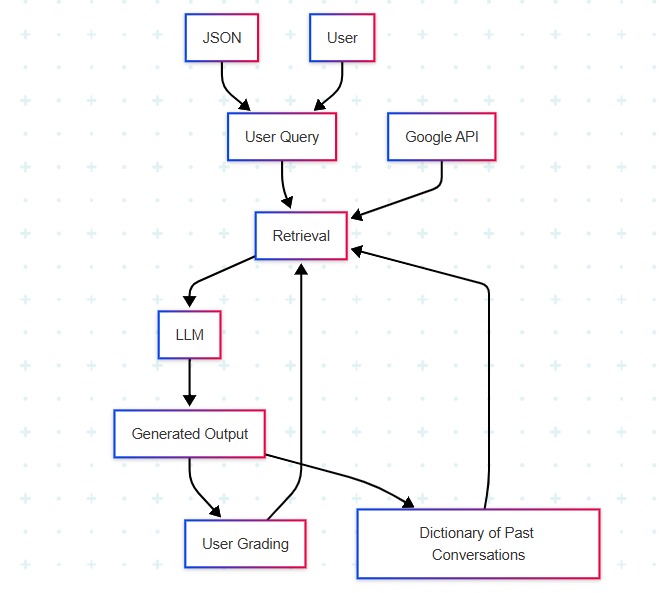 JSON
User
User Query
Google API
Retrieval
LLM
Generated Output
User Grading
Dictionary of Past
Conversations